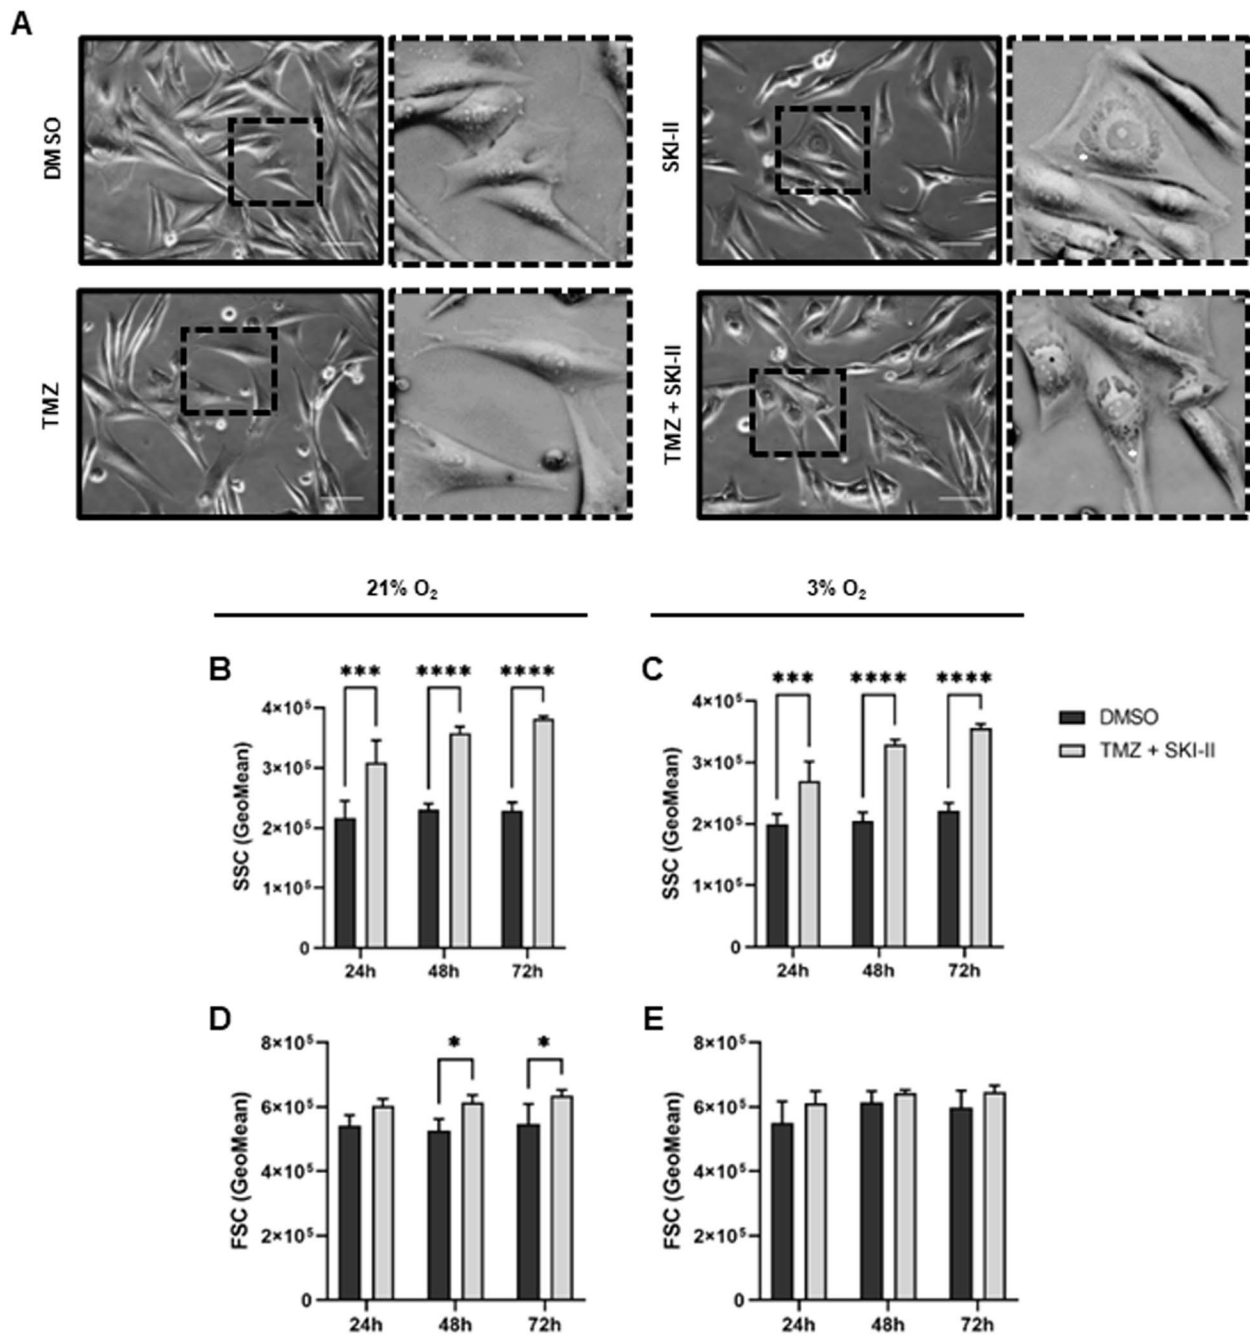 A
DMSO
SKI-II
TMZ
TMZ + SKI-II
21% O₂
3% O₂
B
*** **** ****
SSC (GeoMean)
4×10⁵
3×10⁵
2×10⁵
1×10⁵
0
24h 48h 72h
C
*** **** ****
SSC (GeoMean)
4×10⁵
3×10⁵
2×10⁵
1×10⁵
0
24h 48h 72h
DMSO
TMZ + SKI-II
D
* *
FSC (GeoMean)
8×10⁵
6×10⁵
4×10⁵
2×10⁵
0
24h 48h 72h
E
FSC (GeoMean)
8×10⁵
6×10⁵
4×10⁵
2×10⁵
0
24h 48h 72h